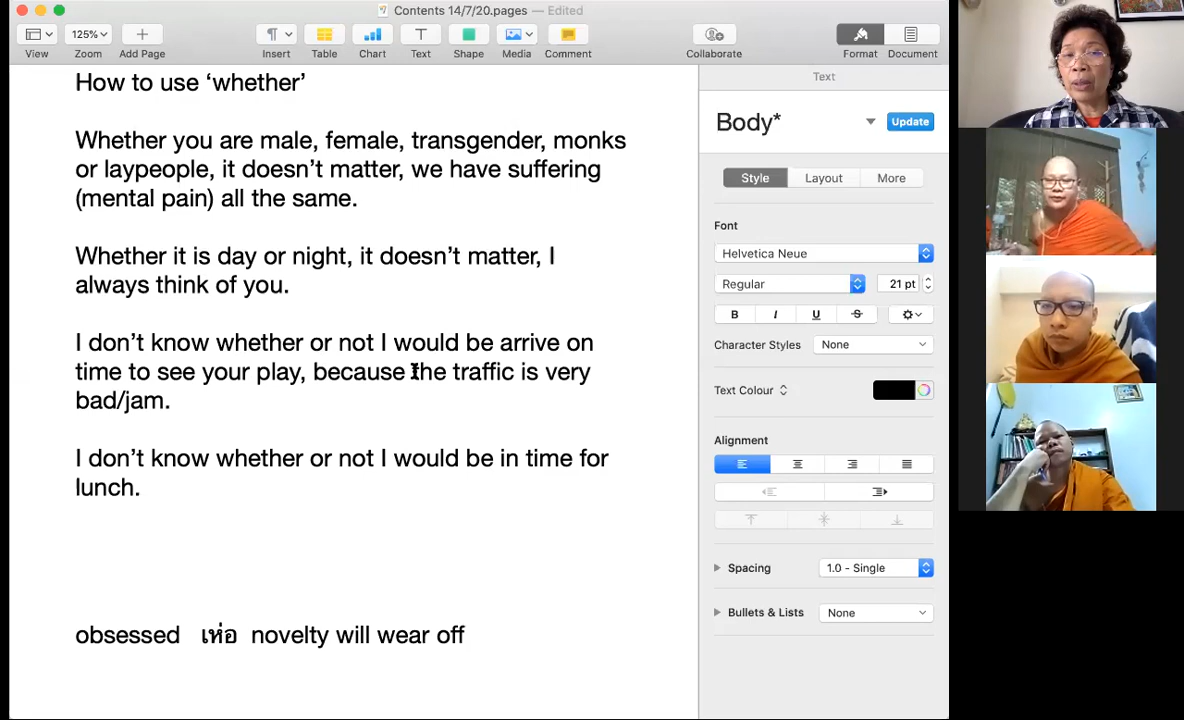 Contents 14/7/20.pages — Edited
125%
View
Zoom
Add Page
Insert
Table
Chart
Text
Shape
Media
Comment
Collaborate
Format
Document
How to use ‘whether’
Whether you are male, female, transgender, monks
or laypeople, it doesn’t matter, we have suffering
(mental pain) all the same.
Whether it is day or night, it doesn’t matter, I
always think of you.
I don’t know whether or not I would be arrive on
time to see your play, because the traffic is very
bad/jam.
I don’t know whether or not I would be in time for
lunch.
obsessed เห่อ novelty will wear off
Text
Body*
Update
Style
Layout
More
Font
Helvetica Neue
Regular
21 pt
B I U S
Character Styles
None
Text Colour
Alignment
Spacing
1.0 - Single
Bullets & Lists
None